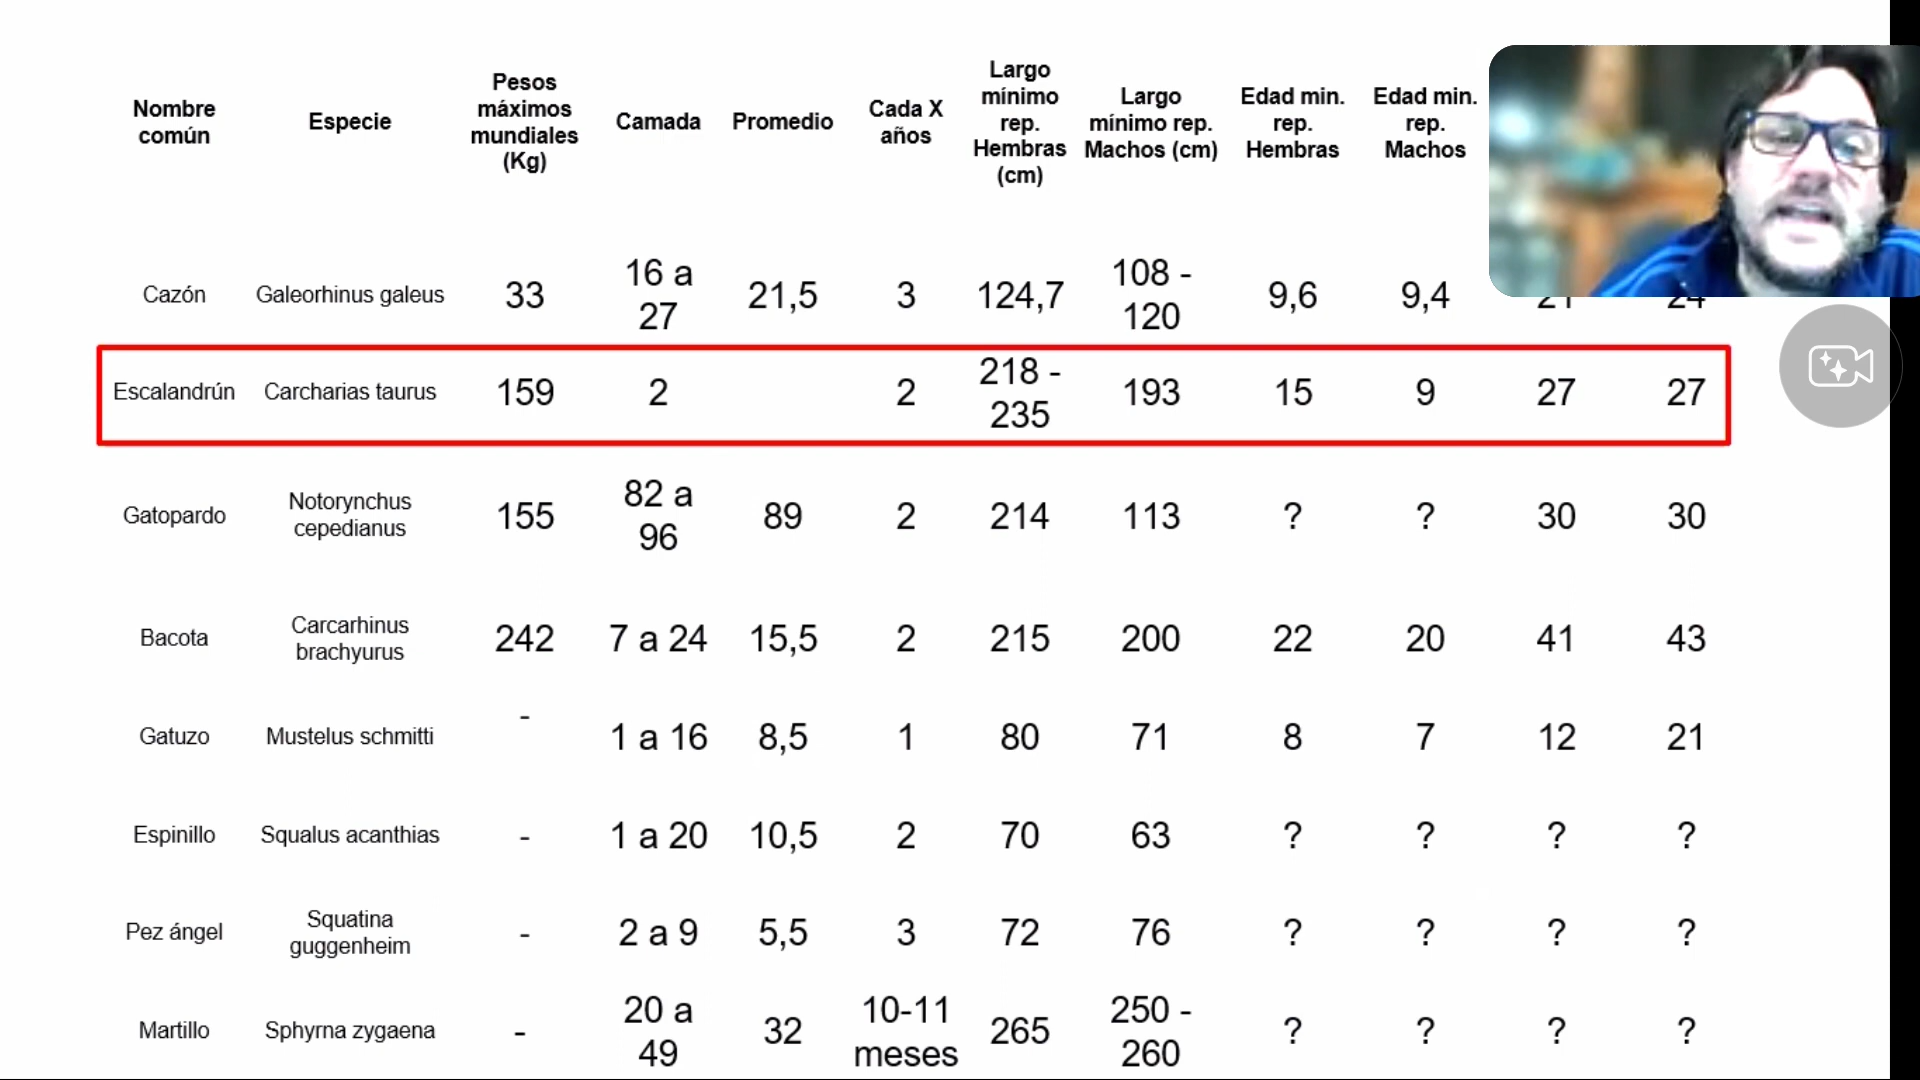 Nombre común
Especie
Pesos máximos mundiales (Kg)
Camada
Promedio
Cada X años
Largo mínimo rep. Hembras (cm)
Largo mínimo rep. Machos (cm)
Edad min. rep. Hembras
Edad min. rep. Machos
Cazón Galeorhinus galeus 33 16 a 27 21,5 3 124,7 108 - 120 9,6 9,4 21 24
Escalandrún Carcharias taurus 159 2 2 218 - 235 193 15 9 27 27
Gatopardo Notorynchus cepedianus 155 82 a 96 89 2 214 113 ? ? 30 30
Bacota Carcarhinus brachyurus 242 7 a 24 15,5 2 215 200 22 20 41 43
Gatuzo Mustelus schmitti - 1 a 16 8,5 1 80 71 8 7 12 21
Espinillo Squalus acanthias - 1 a 20 10,5 2 70 63 ? ? ? ?
Pez ángel Squatina guggenheim - 2 a 9 5,5 3 72 76 ? ? ? ?
Martillo Sphyrna zygaena - 20 a 49 32 10-11 meses 265 250 - 260 ? ? ? ?